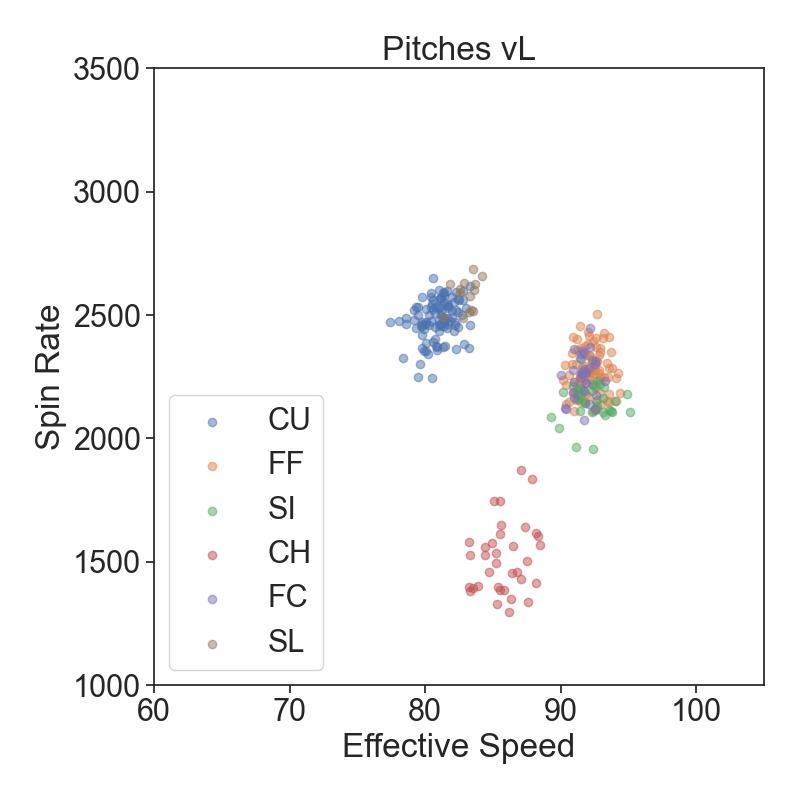 Pitches vL
3500
3000
2500
2000
1500
1000
Spin Rate
CU
FF
SI
CH
FC
SL
60 70 80 90 100
Effective Speed